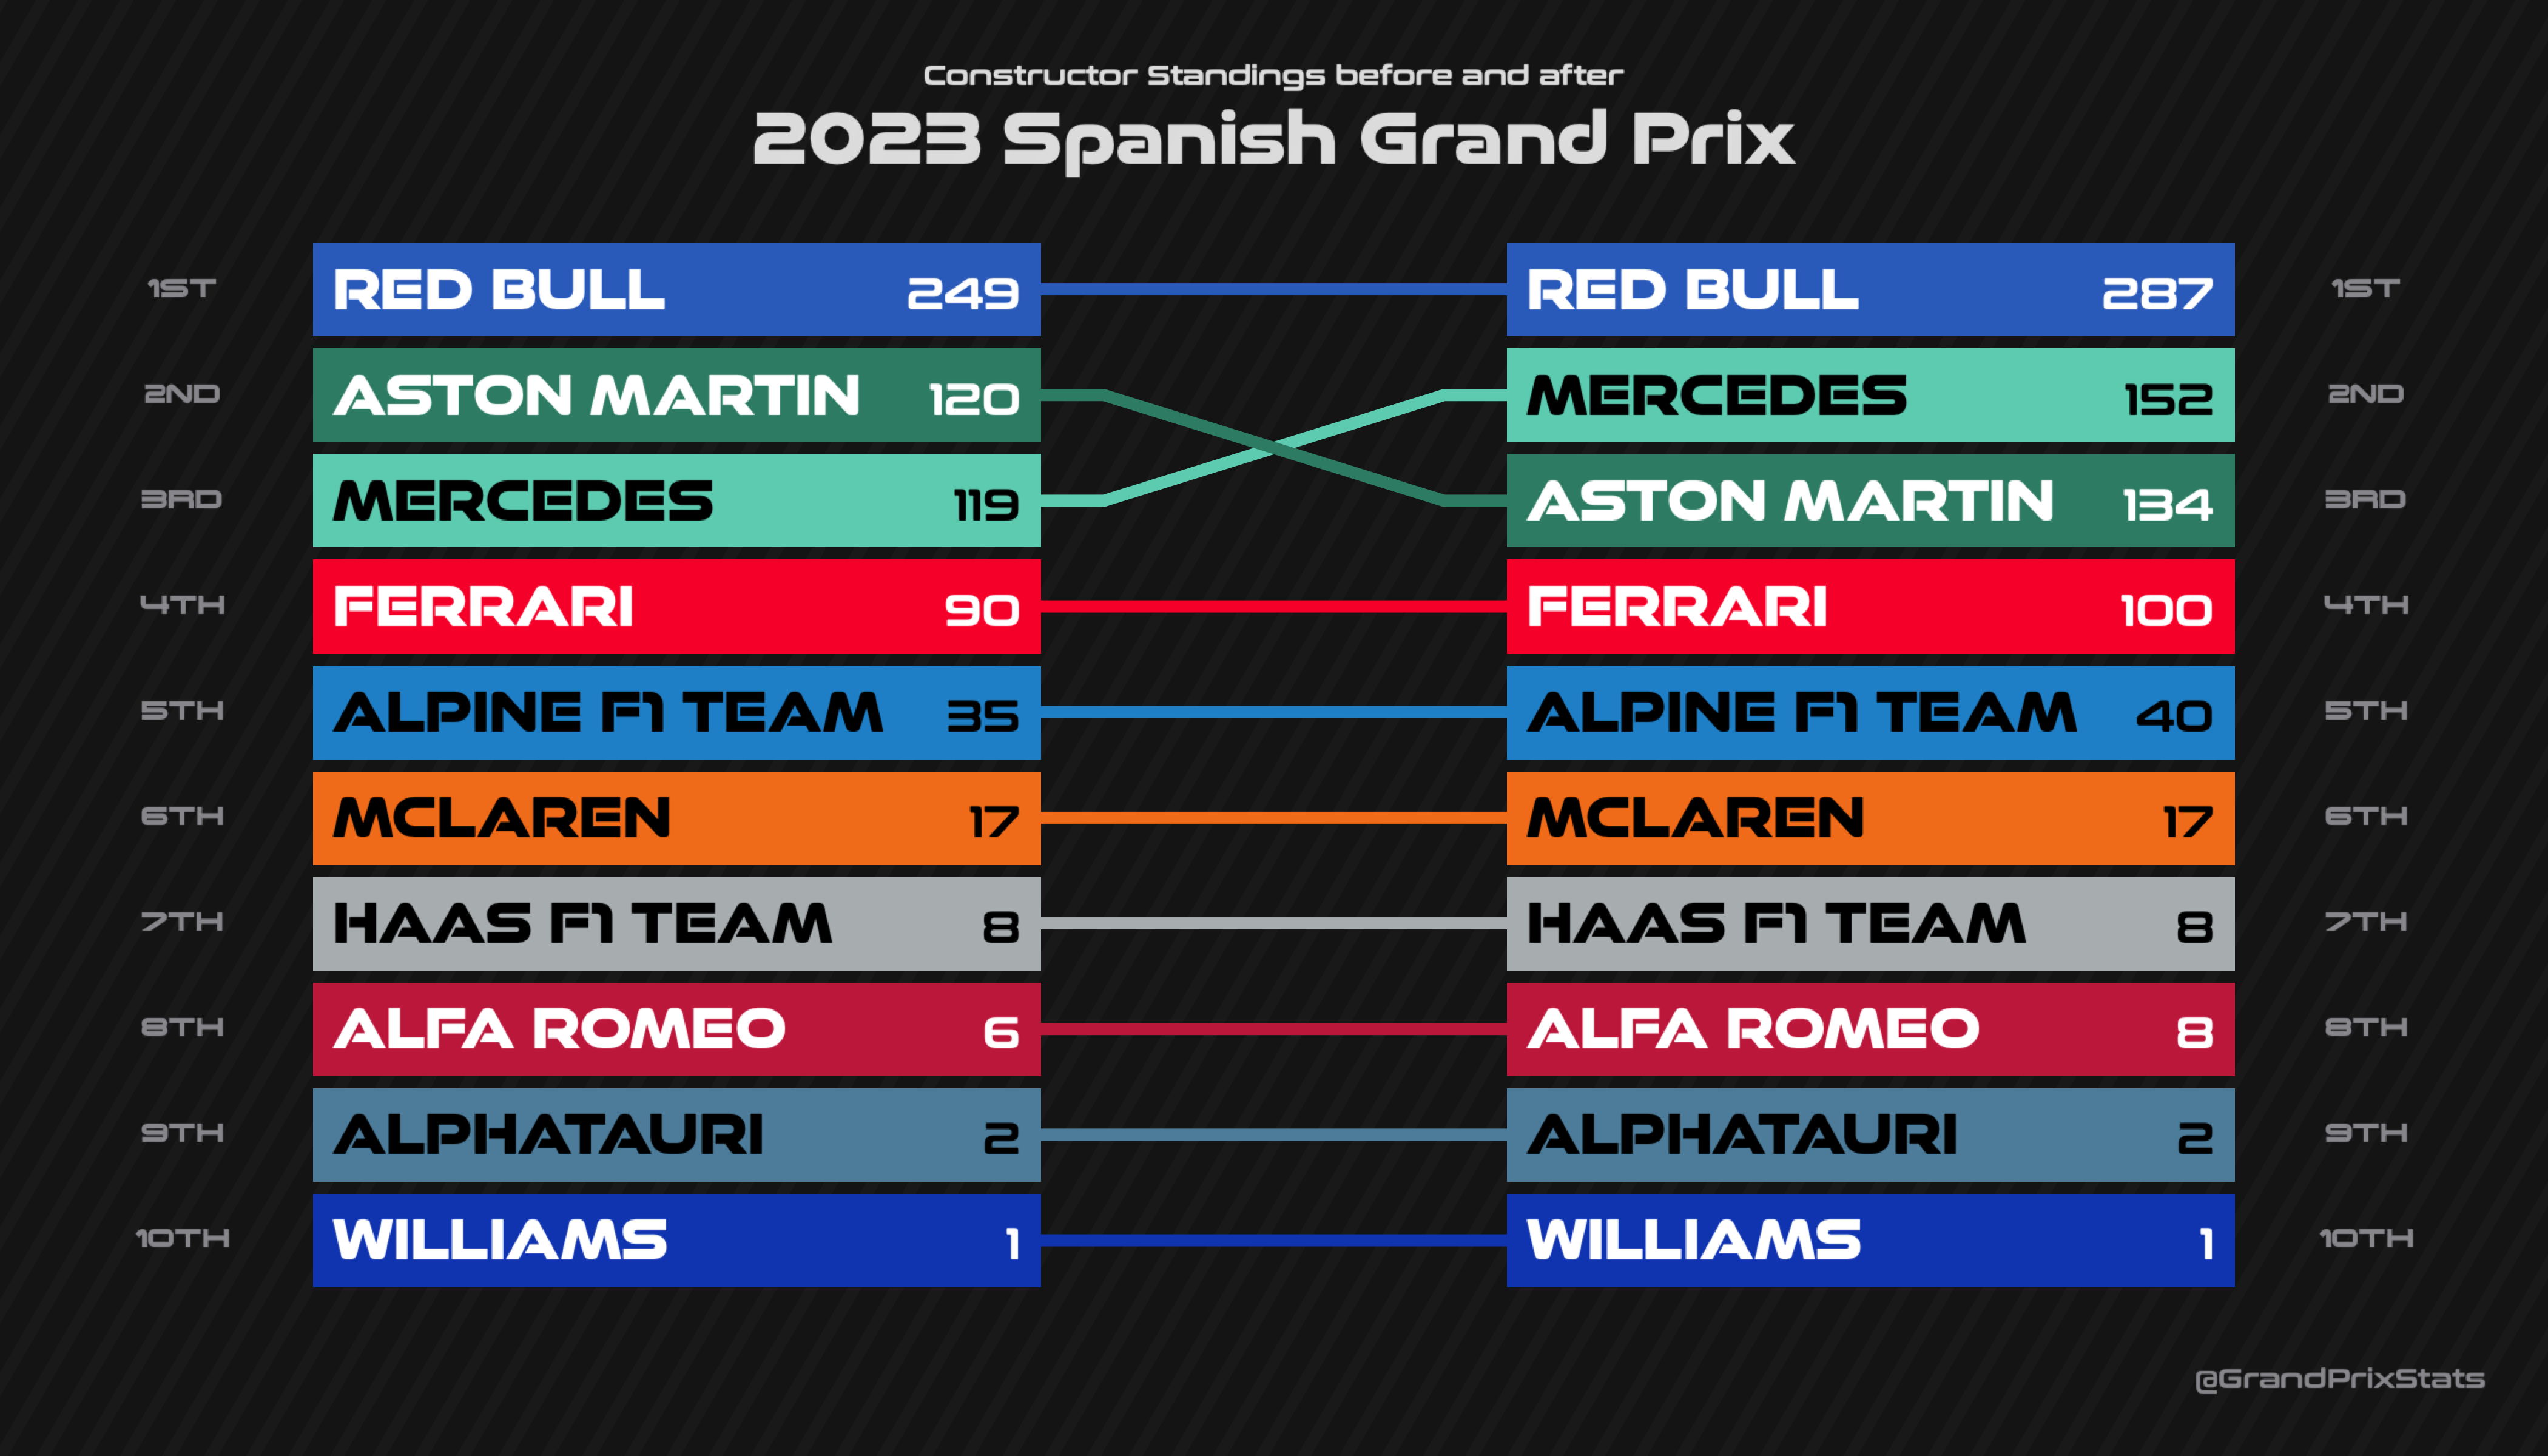 Constructor Standings before and after
2023 Spanish Grand Prix
1ST RED BULL 249 RED BULL 287 1ST
2ND ASTON MARTIN 120 MERCEDES 152 2ND
3RD MERCEDES 119 ASTON MARTIN 134 3RD
4TH FERRARI 90 FERRARI 100 4TH
5TH ALPINE F1 TEAM 35 ALPINE F1 TEAM 40 5TH
6TH MCLAREN 17 MCLAREN 17 6TH
7TH HAAS F1 TEAM 8 HAAS F1 TEAM 8 7TH
8TH ALFA ROMEO 6 ALFA ROMEO 8 8TH
9TH ALPHATAURI 2 ALPHATAURI 2 9TH
10TH WILLIAMS 1 WILLIAMS 1 10TH
@GrandPrixStats